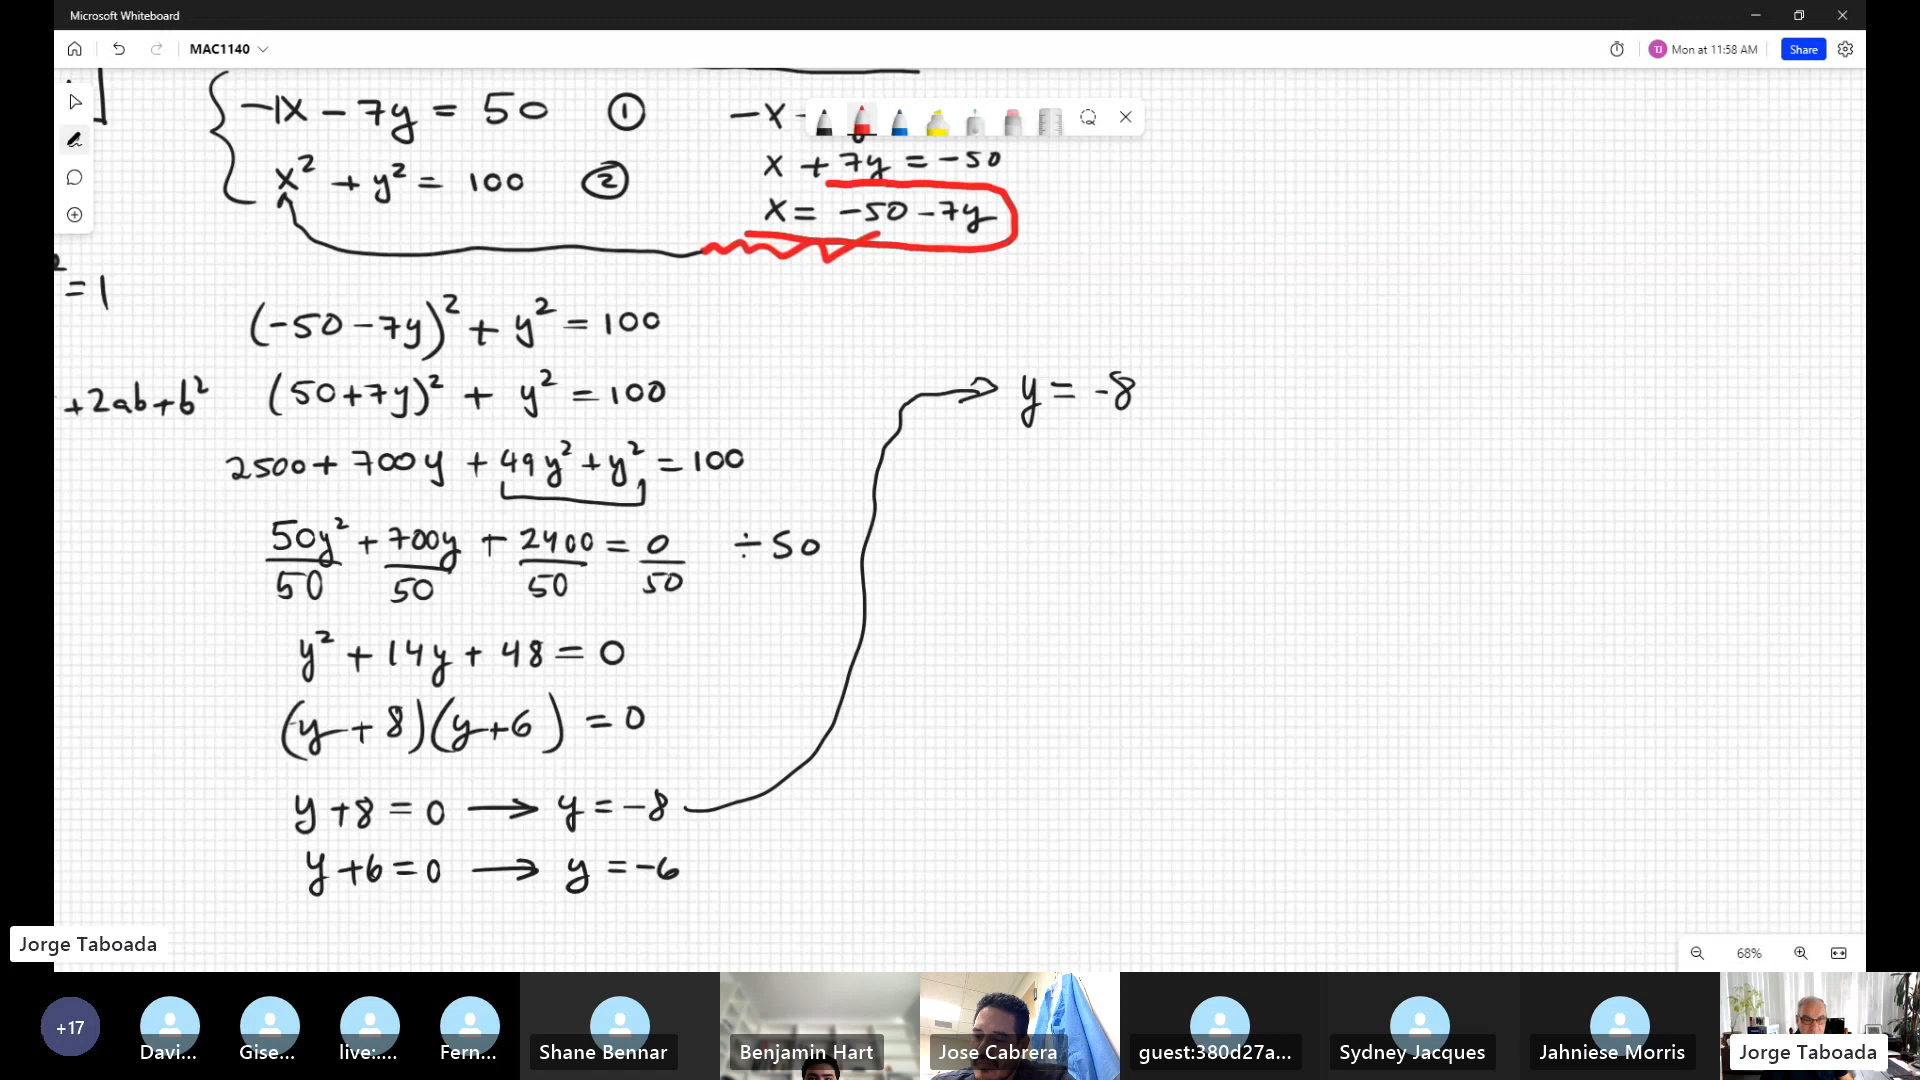 Microsoft Whiteboard
MAC1140
Mon at 11:58 AM
Share
TJ
-1x - 7y = 50 ①
x² + y² = 100 ②
-x -
x + 7y = -50
x = -50 - 7y
² = 1
(-50 - 7y)² + y² = 100
+2ab+b²
(50+7y)² + y² = 100
y = -8
2500 + 700y + 49y² + y² = 100
50y²/50 + 700y/50 + 2400/50 = 0/50 ÷50
y² + 14y + 48 = 0
(y + 8)(y + 6) = 0
y + 8 = 0 → y = -8
y + 6 = 0 → y = -6
Jorge Taboada
68%
+17
Davi...
Gise...
live:....
Fern...
Shane Bennar
Benjamin Hart
Jose Cabrera
guest:380d27a...
Sydney Jacques
Jahniese Morris
Jorge Taboada